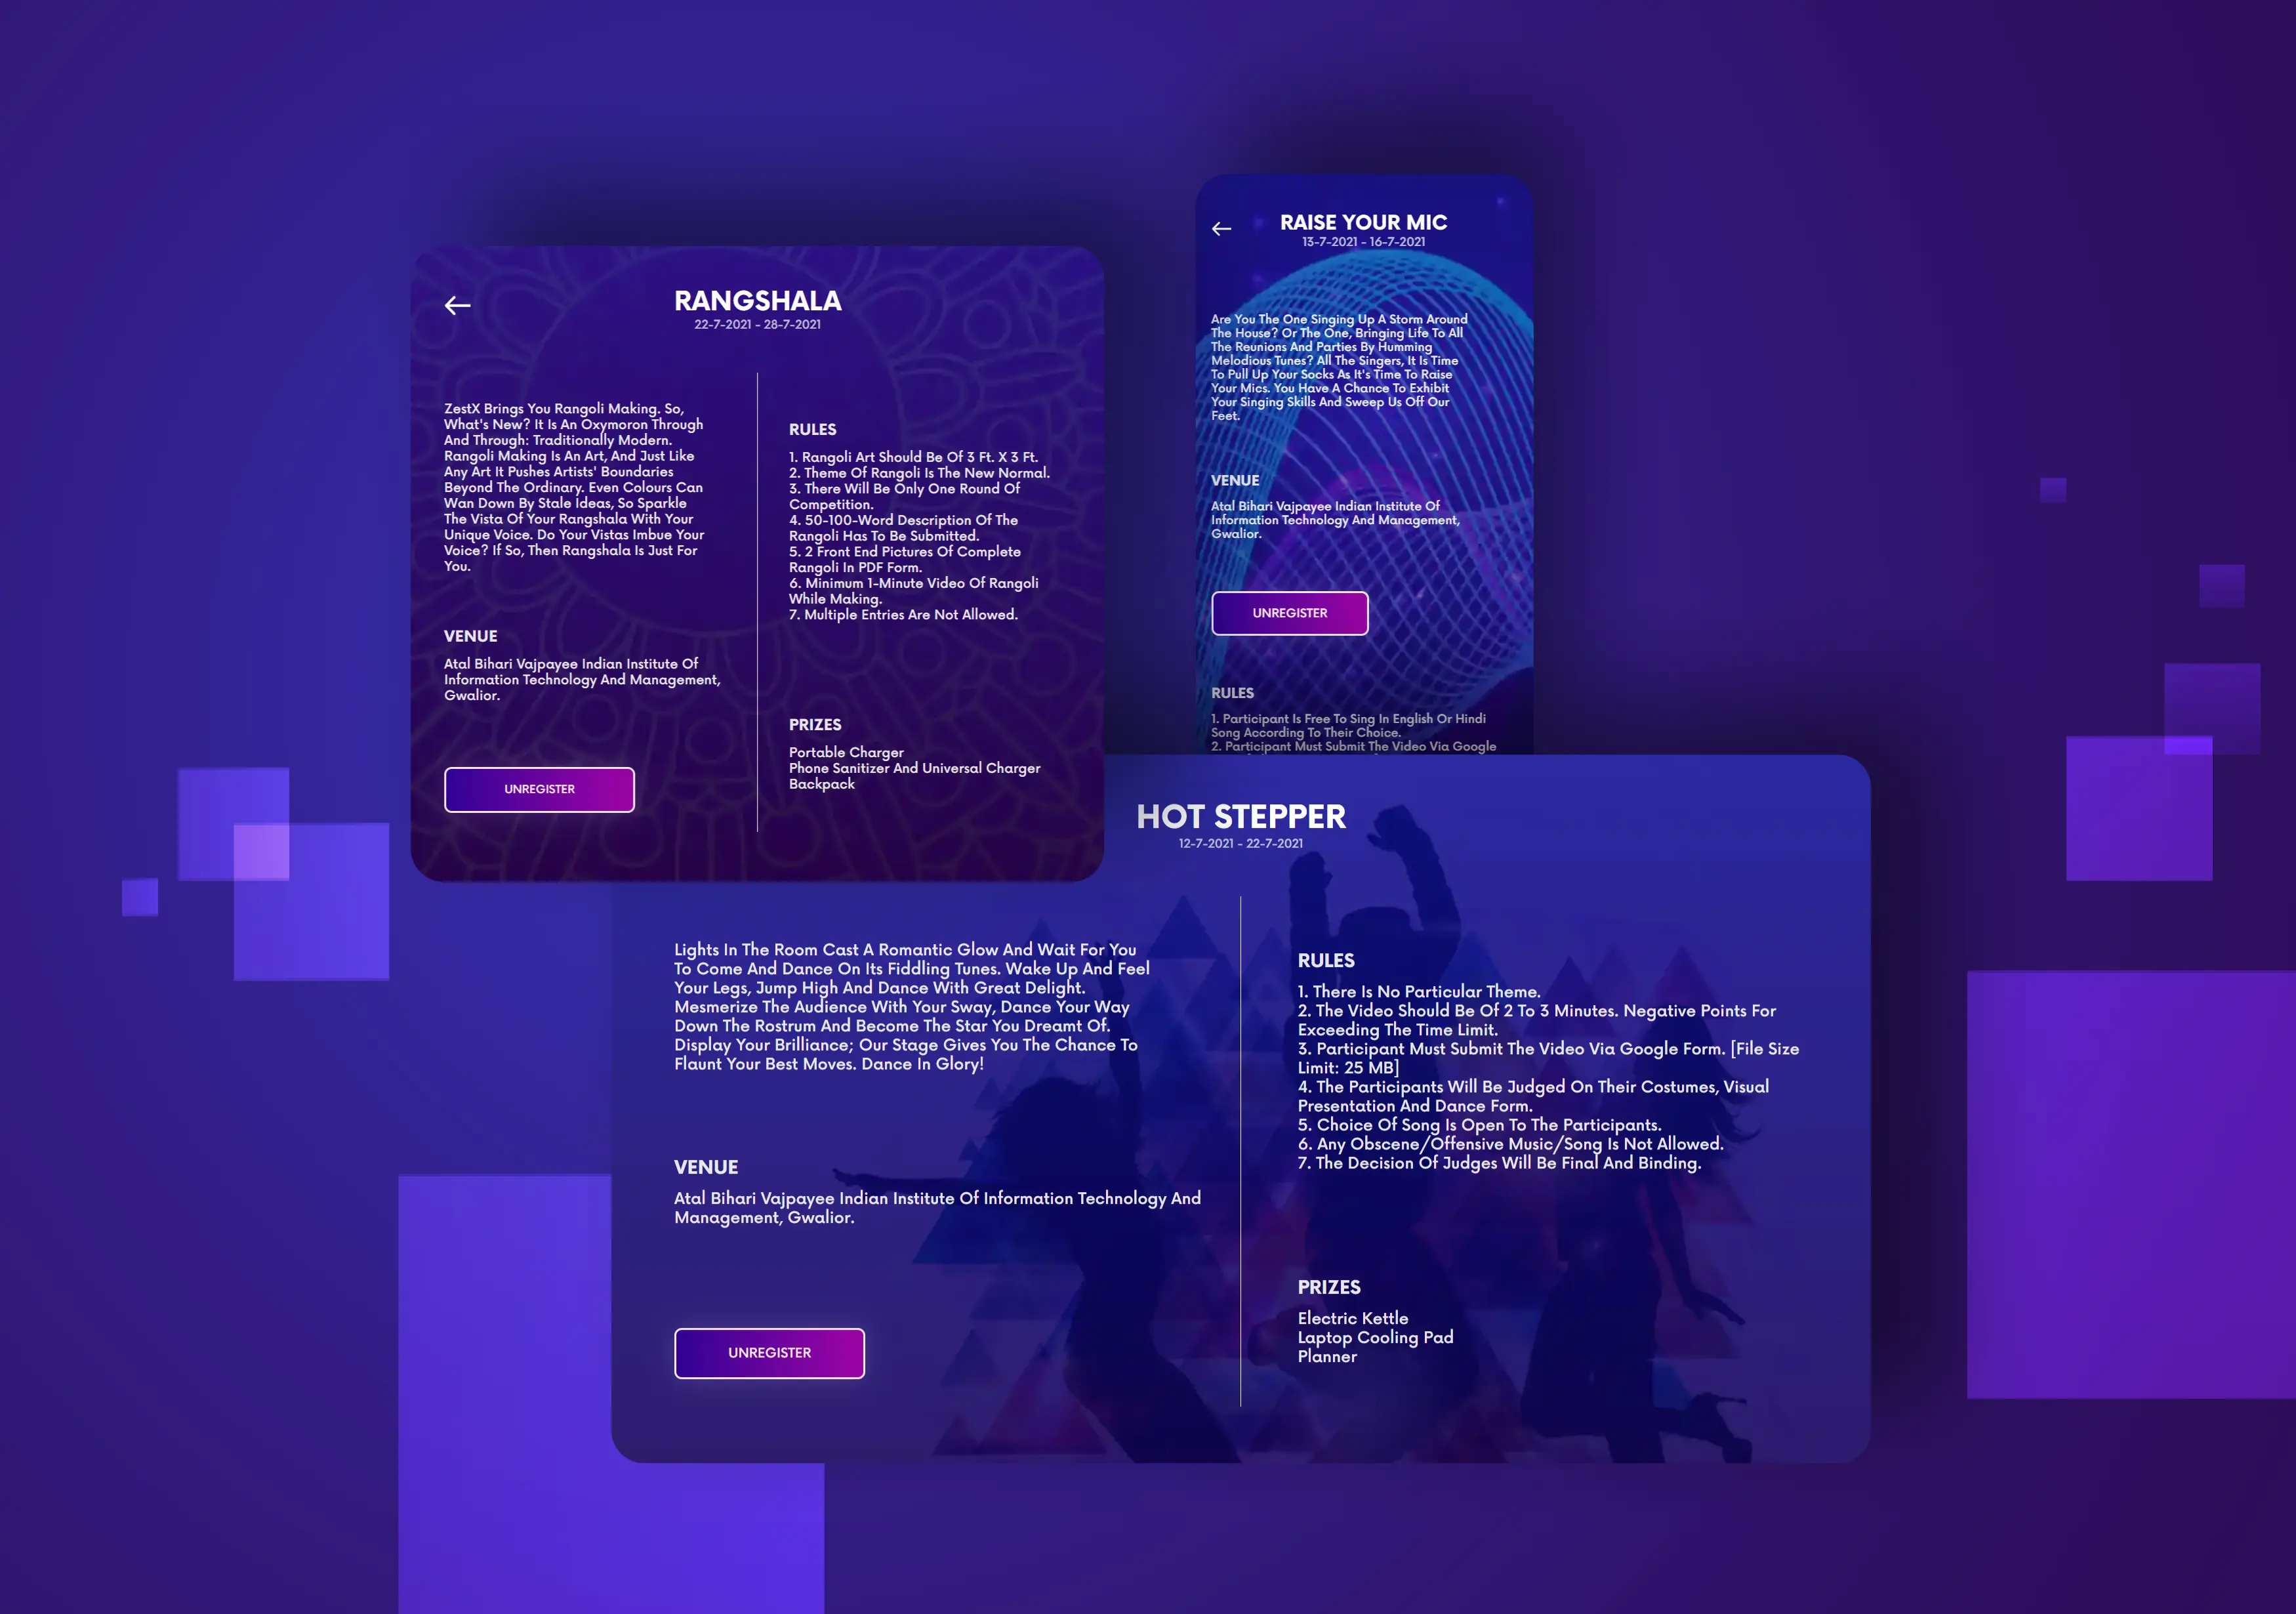 RANGSHALA
22-7-2021 - 28-7-2021
ZestX Brings You Rangoli Making. So,
What's New? It Is An Oxymoron Through
And Through: Traditionally Modern.
Rangoli Making Is An Art, And Just Like
Any Art It Pushes Artists' Boundaries
Beyond The Ordinary. Even Colours Can
Wan Down By Stale Ideas, So Sparkle
The Vista Of Your Rangshala With Your
Unique Voice. Do Your Vistas Imbue Your
Voice? If So, Then Rangshala Is Just For
You.
VENUE
Atal Bihari Vajpayee Indian Institute Of
Information Technology And Management,
Gwalior.
UNREGISTER
RULES
1. Rangoli Art Should Be Of 3 Ft. X 3 Ft.
2. Theme Of Rangoli Is The New Normal.
3. There Will Be Only One Round Of
Competition.
4. 50-100-Word Description Of The
Rangoli Has To Be Submitted.
5. 2 Front End Pictures Of Complete
Rangoli In PDF Form.
6. Minimum 1-Minute Video Of Rangoli
While Making.
7. Multiple Entries Are Not Allowed.
PRIZES
Portable Charger
Phone Sanitizer And Universal Charger
Backpack
RAISE YOUR MIC
13-7-2021 - 16-7-2021
Are You The One Singing Up A Storm Around
The House? Or The One, Bringing Life To All
The Reunions And Parties By Humming
Melodious Tunes? All The Singers, It Is Time
To Pull Up Your Socks As It's Time To Raise
Your Mics. You Have A Chance To Exhibit
Your Singing Skills And Sweep Us Off Our
Feet.
VENUE
Atal Bihari Vajpayee Indian Institute Of
Information Technology And Management,
Gwalior.
UNREGISTER
RULES
1. Participant Is Free To Sing In English Or Hindi
Song According To Their Choice.
2. Participant Must Submit The Video Via Google
HOT STEPPER
12-7-2021 - 22-7-2021
Lights In The Room Cast A Romantic Glow And Wait For You
To Come And Dance On Its Fiddling Tunes. Wake Up And Feel
Your Legs, Jump High And Dance With Great Delight.
Mesmerize The Audience With Your Sway, Dance Your Way
Down The Rostrum And Become The Star You Dreamt Of.
Display Your Brilliance; Our Stage Gives You The Chance To
Flaunt Your Best Moves. Dance In Glory!
VENUE
Atal Bihari Vajpayee Indian Institute Of Information Technology And
Management, Gwalior.
UNREGISTER
RULES
1. There Is No Particular Theme.
2. The Video Should Be Of 2 To 3 Minutes. Negative Points For
Exceeding The Time Limit.
3. Participant Must Submit The Video Via Google Form. [File Size
Limit: 25 MB]
4. The Participants Will Be Judged On Their Costumes, Visual
Presentation And Dance Form.
5. Choice Of Song Is Open To The Participants.
6. Any Obscene/Offensive Music/Song Is Not Allowed.
7. The Decision Of Judges Will Be Final And Binding.
PRIZES
Electric Kettle
Laptop Cooling Pad
Planner